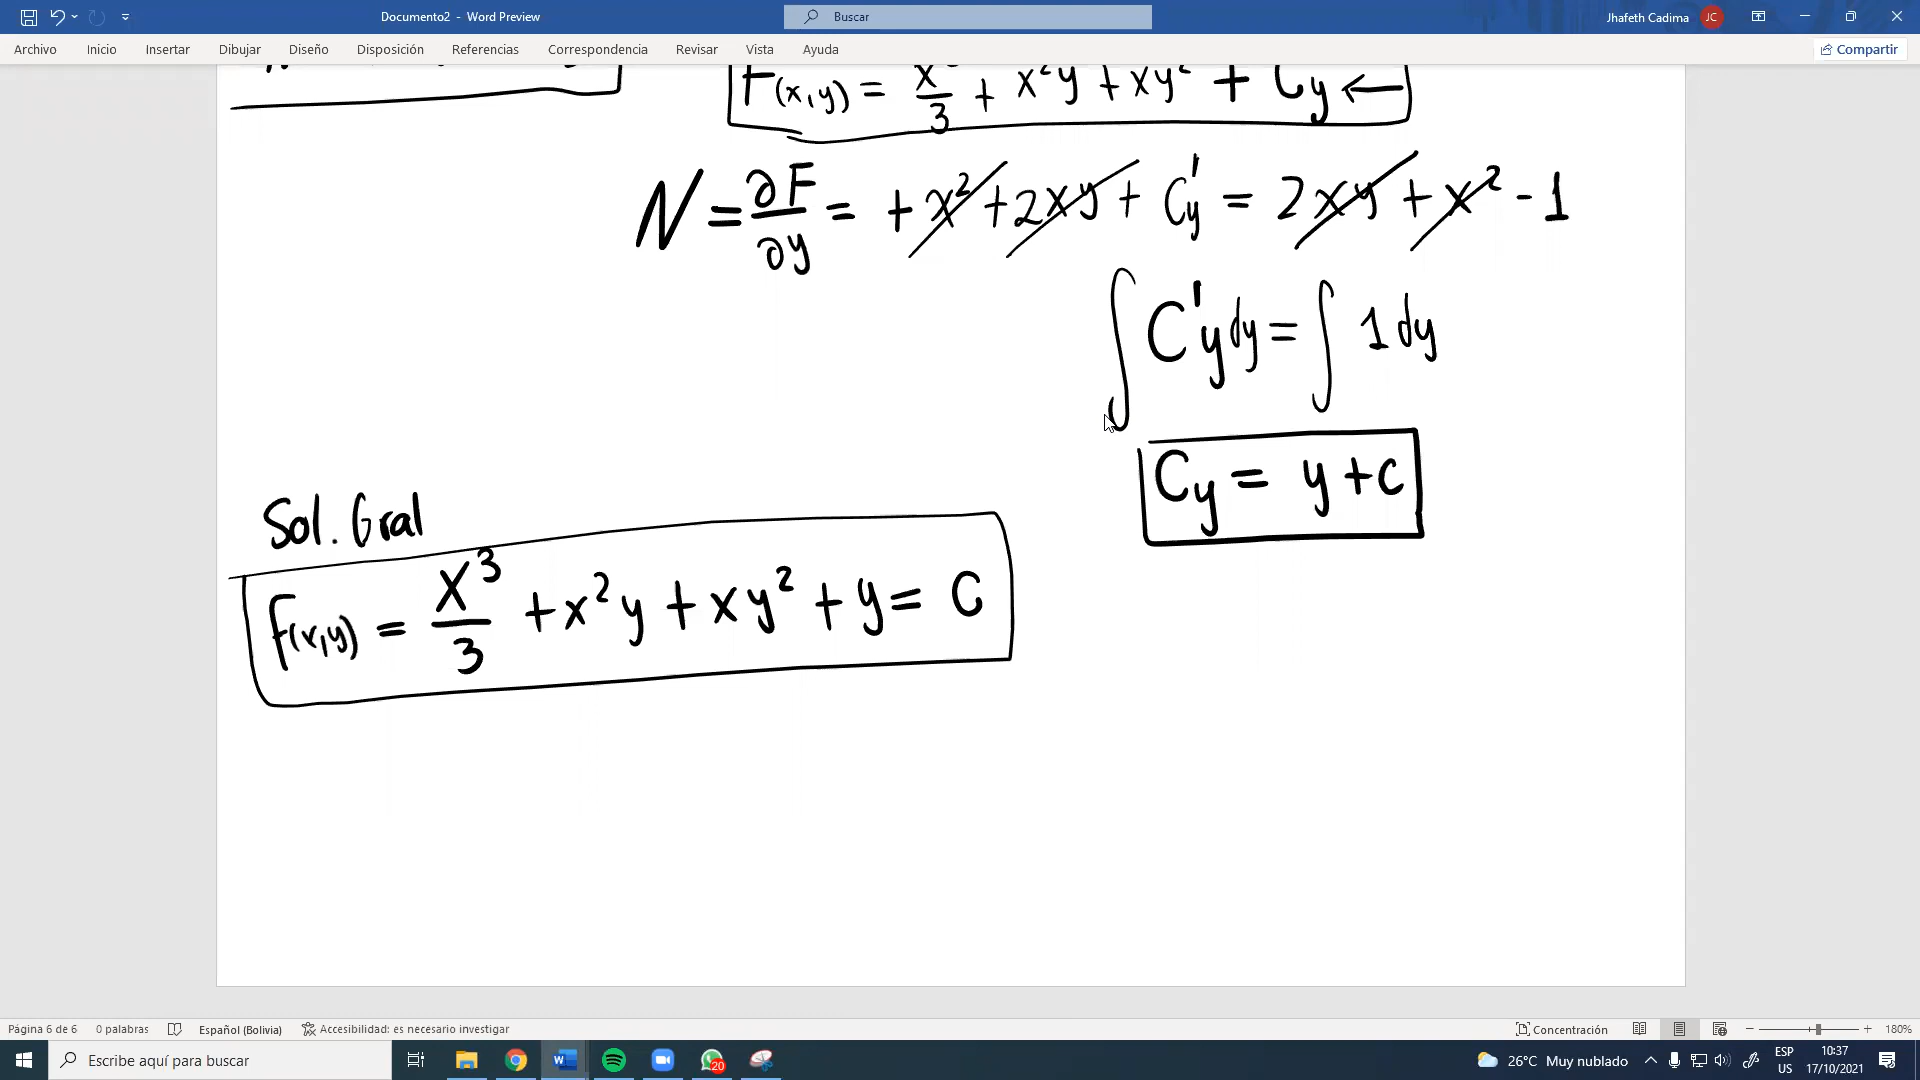 Documento2 - Word Preview
Buscar
Jhafeth Cadima
JC
Archivo Inicio Insertar Dibujar Diseño Disposición Referencias Correspondencia Revisar Vista Ayuda
Compartir
F(x,y) = x³/3 + x²y + xy² + Cy ←
N = ∂F/∂y = + x² + 2xy + C'y = 2xy + x² - 1
∫ C'y dy = ∫ 1 dy
Cy = y + c
Sol. Gral
F(x,y) = x³/3 + x²y + xy² + y = C
Página 6 de 6 0 palabras Español (Bolivia) Accesibilidad: es necesario investigar
Concentración
180%
Escribe aquí para buscar
20
26°C Muy nublado
ESP
US
10:37
17/10/2021